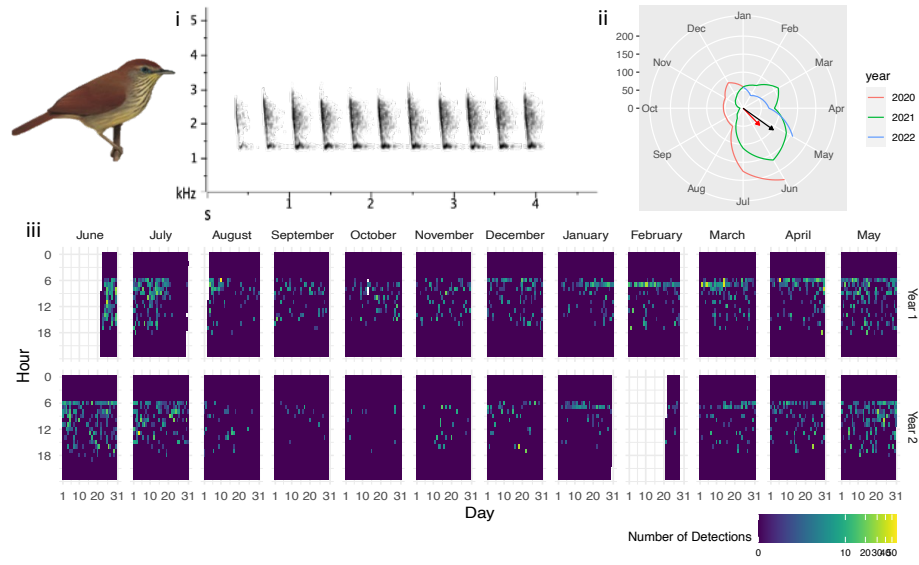 i
5
4
3
2
1
kHz
S
1
2
3
4
ii
Jan
Feb
Mar
Apr
May
Jun
Jul
Aug
Sep
Oct
Nov
Dec
200
150
100
50
0
year
2020
2021
2022
iii
June July August September October November December January February March April May
0
6
12
18
Year 1
Hour
0
6
12
18
Year 2
1 10 20 31 1 10 20 31 1 10 20 31 1 10 20 31 1 10 20 31 1 10 20 31 1 10 20 31 1 10 20 31 1 10 20 31 1 10 20 31 1 10 20 31 1 10 20 31
Day
Number of Detections
0 10 20 30 40 50